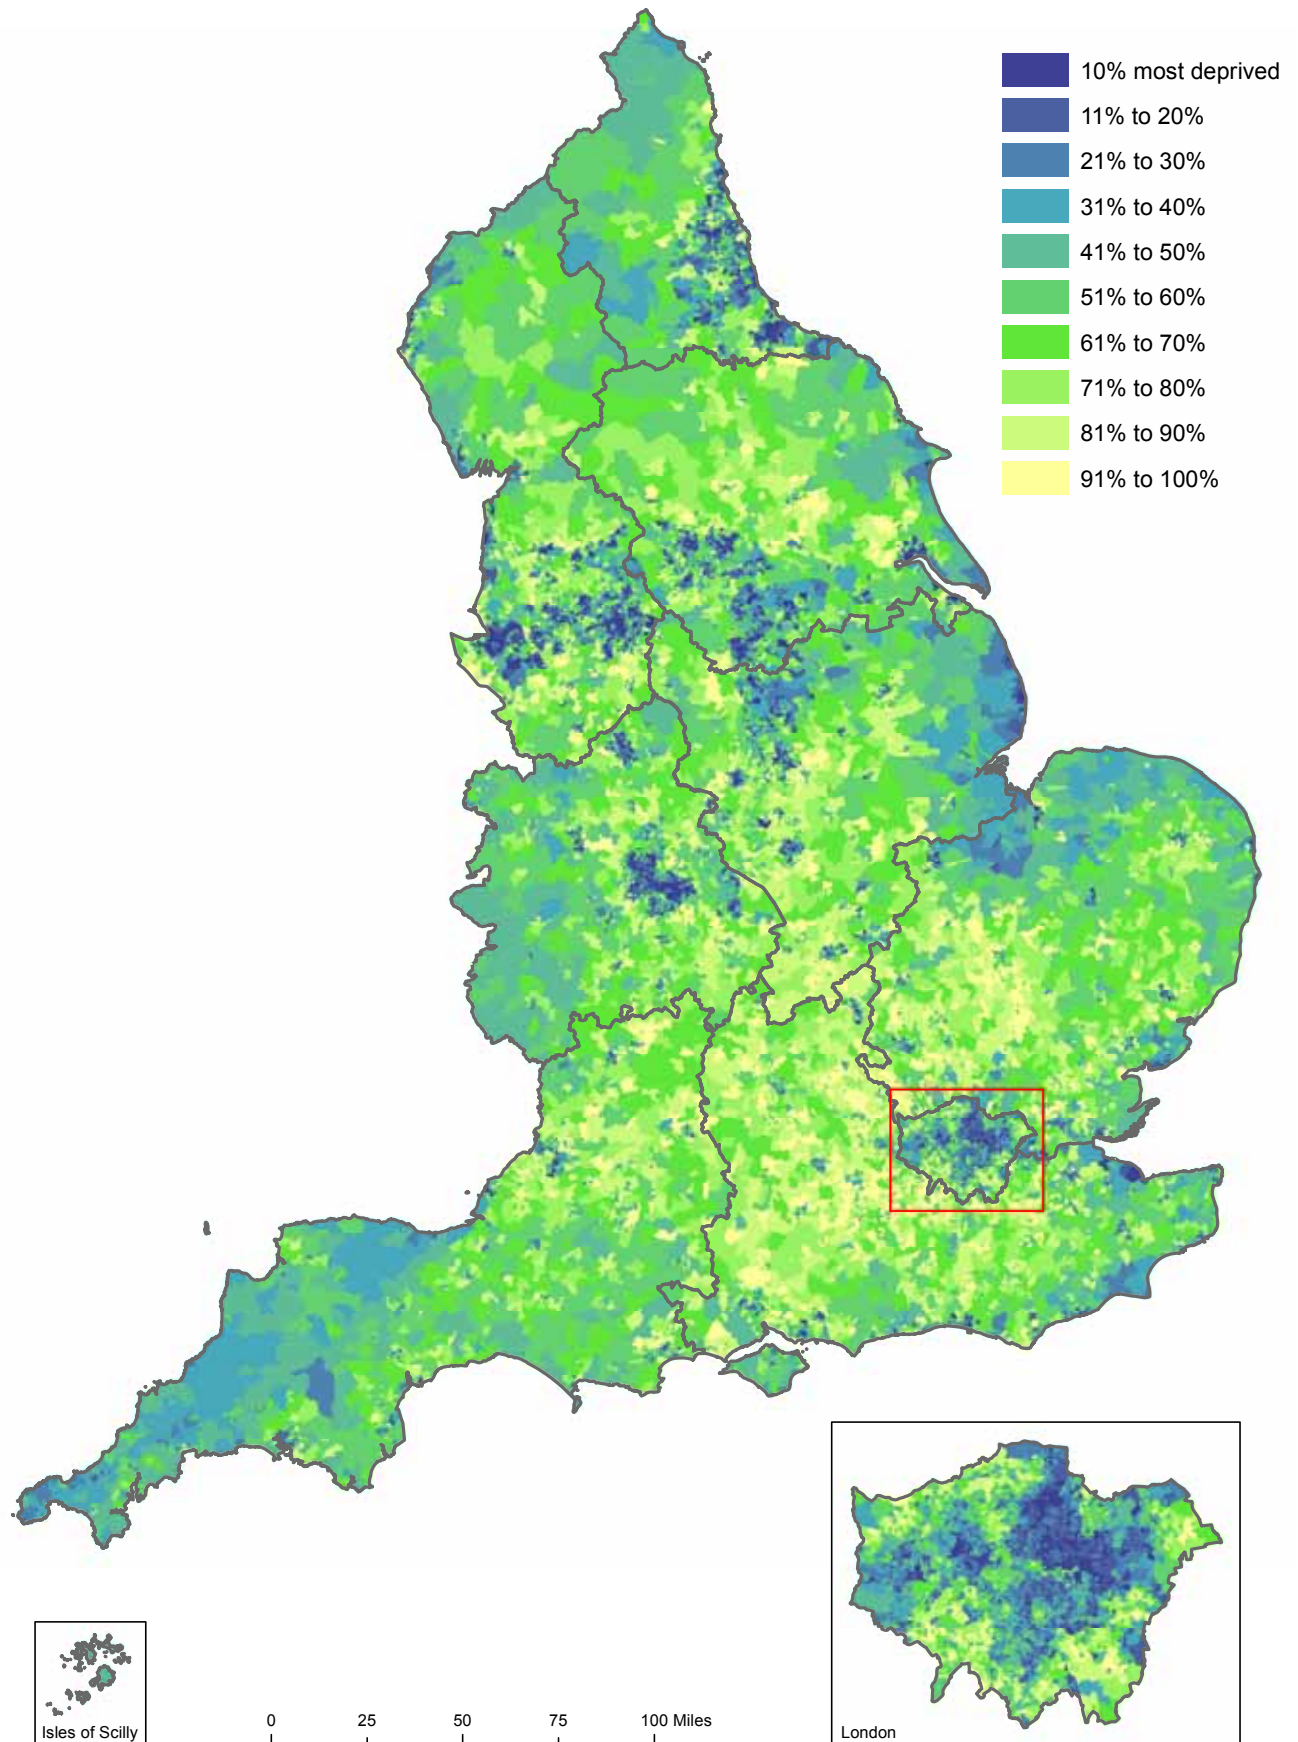 10% most deprived
11% to 20%
21% to 30%
31% to 40%
41% to 50%
51% to 60%
61% to 70%
71% to 80%
81% to 90%
91% to 100%
Isles of Scilly
0 25 50 75 100 Miles
London